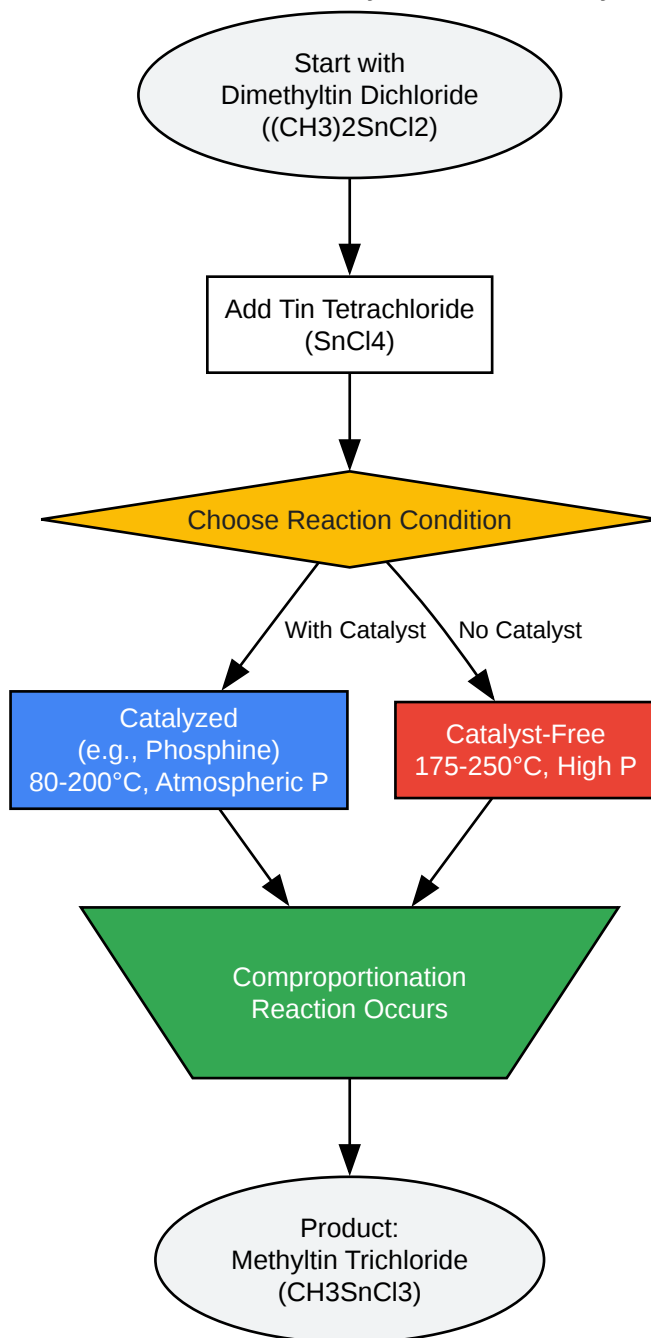 Start with
Dimethyltin Dichloride
((CH3)2SnCl2)
Add Tin Tetrachloride
(SnCl4)
Choose Reaction Condition
With Catalyst
No Catalyst
Catalyzed
(e.g., Phosphine)
80-200°C, Atmospheric P
Catalyst-Free
175-250°C, High P
Comproportionation
Reaction Occurs
Product:
Methyltin Trichloride
(CH3SnCl3)